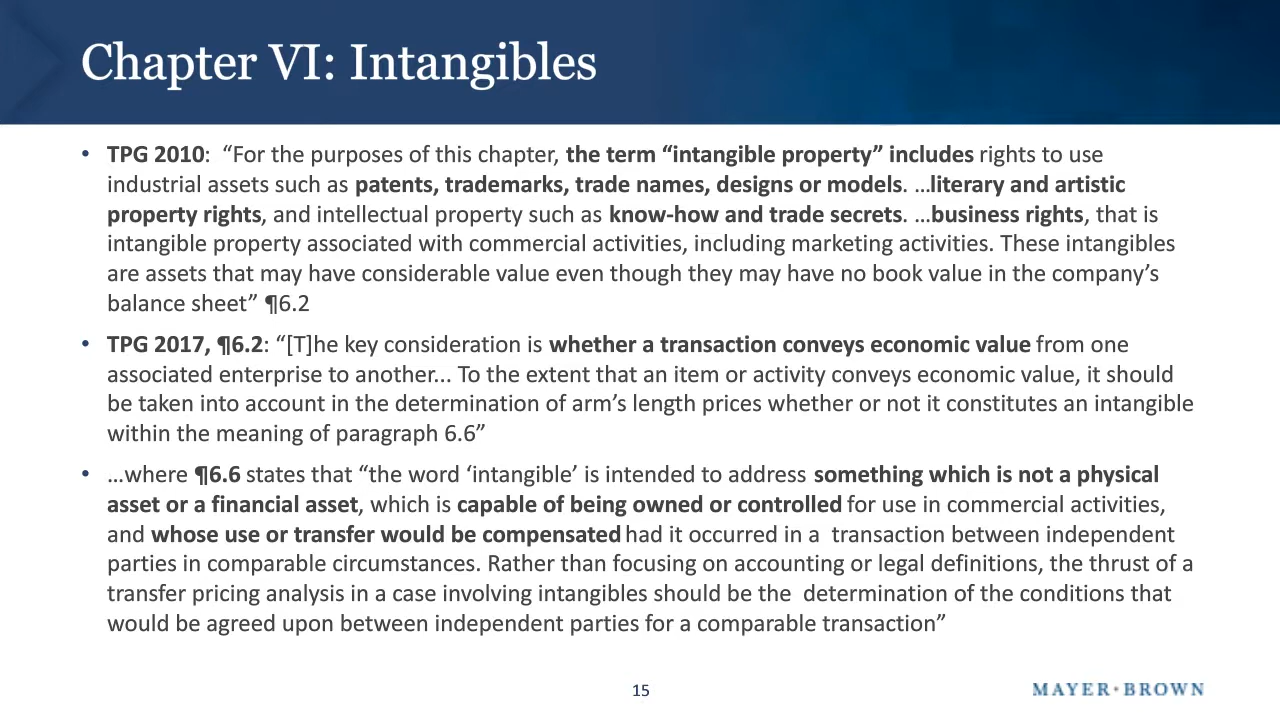 Chapter VI: Intangibles
• TPG 2010:  “For the purposes of this chapter, the term “intangible property” includes rights to use
industrial assets such as patents, trademarks, trade names, designs or models. …literary and artistic
property rights, and intellectual property such as know-how and trade secrets. …business rights, that is
intangible property associated with commercial activities, including marketing activities. These intangibles
are assets that may have considerable value even though they may have no book value in the company’s
balance sheet” ¶6.2
• TPG 2017, ¶6.2: “[T]he key consideration is whether a transaction conveys economic value from one
associated enterprise to another... To the extent that an item or activity conveys economic value, it should
be taken into account in the determination of arm’s length prices whether or not it constitutes an intangible
within the meaning of paragraph 6.6”
• …where ¶6.6 states that “the word ‘intangible’ is intended to address something which is not a physical
asset or a financial asset, which is capable of being owned or controlled for use in commercial activities,
and whose use or transfer would be compensated had it occurred in a  transaction between independent
parties in comparable circumstances. Rather than focusing on accounting or legal definitions, the thrust of a
transfer pricing analysis in a case involving intangibles should be the  determination of the conditions that
would be agreed upon between independent parties for a comparable transaction”
15
MAYER•BROWN